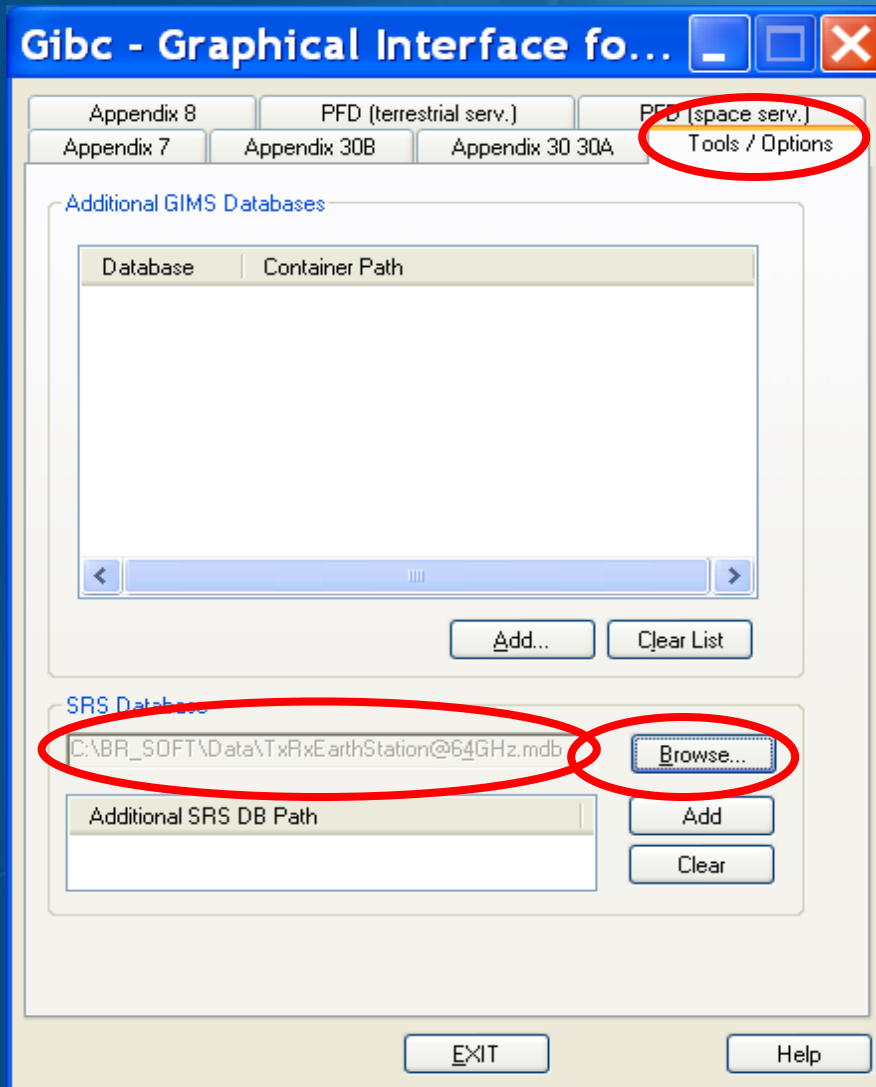 Gibc - Graphical Interface fo...
Appendix 8 PFD (terrestrial serv.) PFD (space serv.)
Appendix 7 Appendix 30B Appendix 30 30A Tools / Options
Additional GIMS Databases
Database Container Path
Add... Clear List
SRS Database
C:\BR_SOFT\Data\TxRxEarthStation@64GHz.mdb Browse...
Additional SRS DB Path Add
Clear
EXIT Help